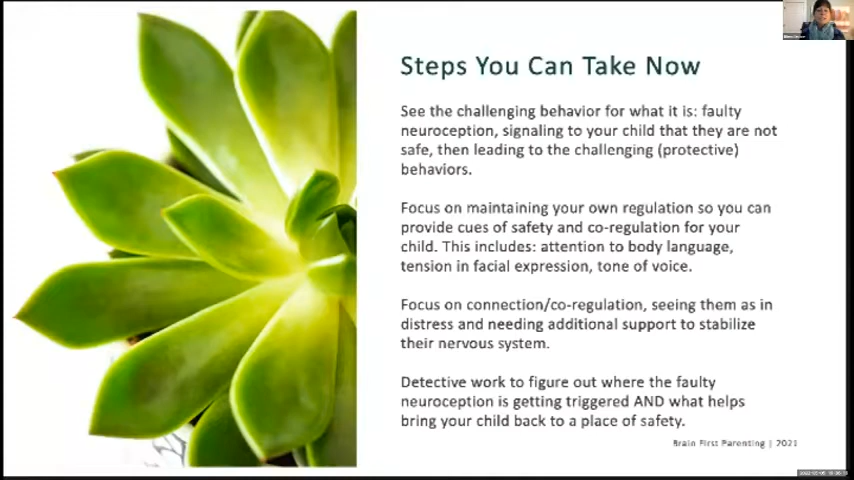 Steps You Can Take Now
See the challenging behavior for what it is: faulty
neuroception, signaling to your child that they are not
safe, then leading to the challenging (protective)
behaviors.
Focus on maintaining your own regulation so you can
provide cues of safety and co-regulation for your
child. This includes: attention to body language,
tension in facial expression, tone of voice.
Focus on connection/co-regulation, seeing them as in
distress and needing additional support to stabilize
their nervous system.
Detective work to figure out where the faulty
neuroception is getting triggered AND what helps
bring your child back to a place of safety.
Brain First Parenting | 2021